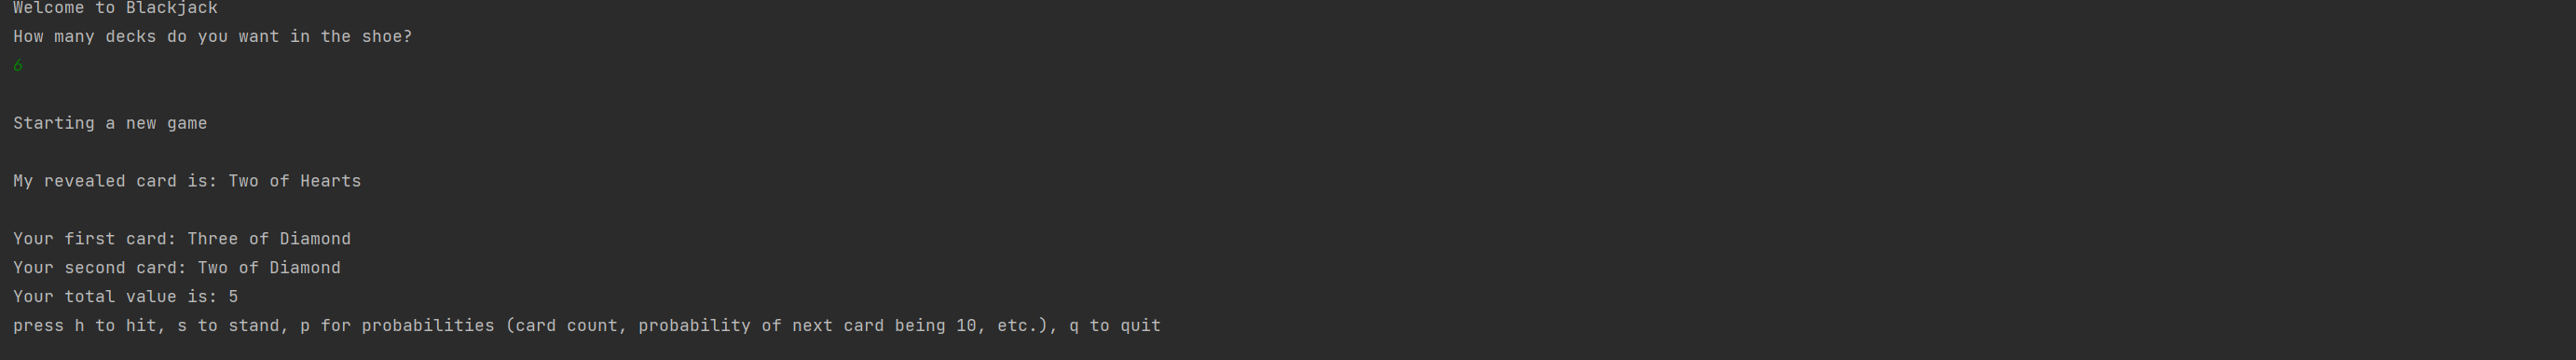 Welcome to Blackjack
How many decks do you want in the shoe?
6
Starting a new game
My revealed card is: Two of Hearts
Your first card: Three of Diamond
Your second card: Two of Diamond
Your total value is: 5
press h to hit, s to stand, p for probabilities (card count, probability of next card being 10, etc.), q to quit